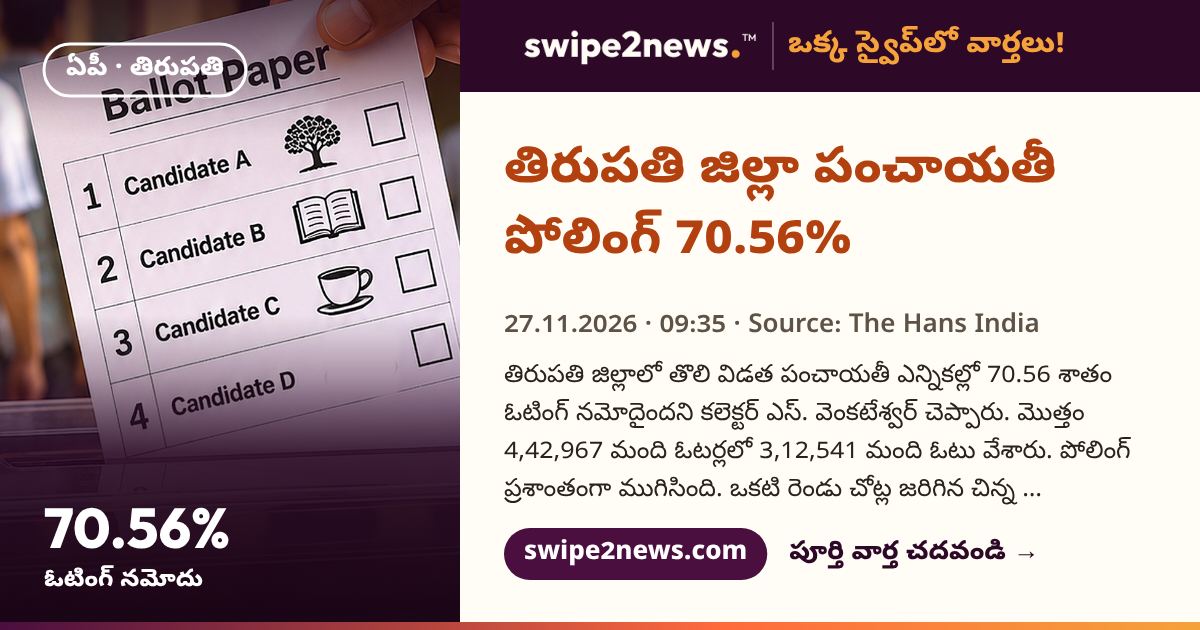 ఏపీ · తిరుపతి
Ballot Paper
1 Candidate A
2 Candidate B
3 Candidate C
4 Candidate D
70.56%
ఓటింగ్ నమోదు
swipe2news.™ ఒక్క స్వైప్‌లో వార్తలు!
తిరుపతి జిల్లా పంచాయతీ
పోలింగ్ 70.56%
27.11.2026 · 09:35 · Source: The Hans India
తిరుపతి జిల్లాలో తొలి విడత పంచాయతీ ఎన్నికల్లో 70.56 శాతం
ఓటింగ్ నమోదైందని కలెక్టర్ ఎస్. వెంకటేశ్వర్ చెప్పారు. మొత్తం
4,42,967 మంది ఓటర్లలో 3,12,541 మంది ఓటు వేశారు. పోలింగ్
ప్రశాంతంగా ముగిసింది. ఒకటి రెండు చోట్ల జరిగిన చిన్న ...
swipe2news.com పూర్తి వార్త చదవండి →